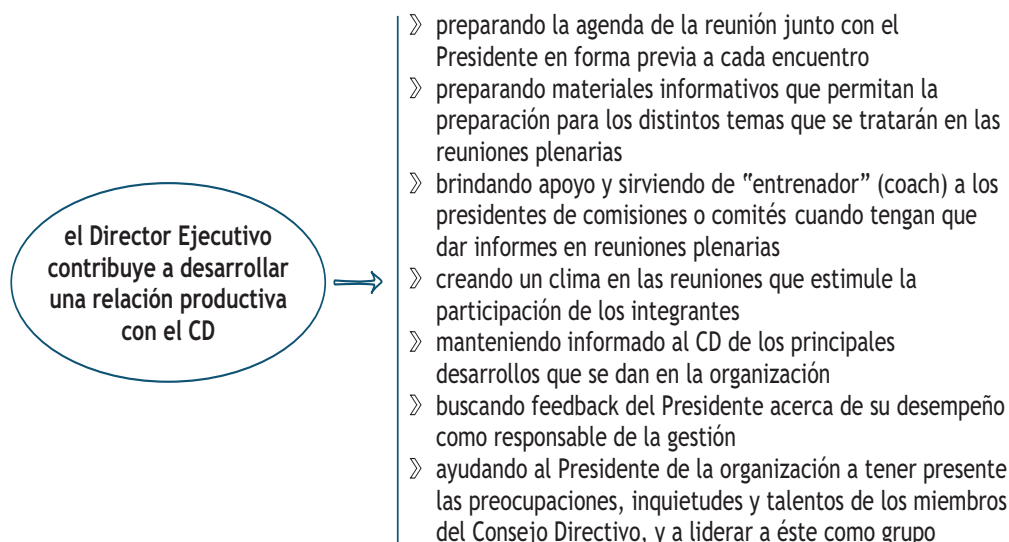 el Director Ejecutivo
contribuye a desarrollar
una relación productiva
con el CD
》 preparando la agenda de la reunión junto con el
Presidente en forma previa a cada encuentro
》 preparando materiales informativos que permitan la
preparación para los distintos temas que se tratarán en las
reuniones plenarias
》 brindando apoyo y sirviendo de “entrenador” (coach) a los
presidentes de comisiones o comités cuando tengan que
dar informes en reuniones plenarias
》 creando un clima en las reuniones que estimule la
participación de los integrantes
》 manteniendo informado al CD de los principales
desarrollos que se dan en la organización
》 buscando feedback del Presidente acerca de su desempeño
como responsable de la gestión
》 ayudando al Presidente de la organización a tener presente
las preocupaciones, inquietudes y talentos de los miembros
del Consejo Directivo, y a liderar a éste como grupo